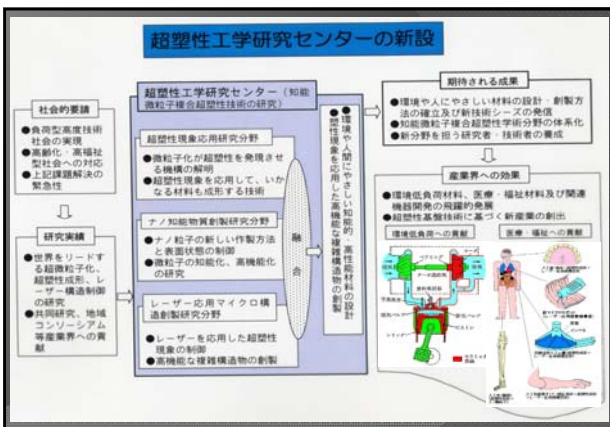 超塑性工学研究センターの新設
社会的要請
●負荷型高度技術
社会の実現
●高齢化・高福祉
型社会への対応
●上記課題解決の
緊急性
研究実績
●世界をリードす
る超微粒子化、
超塑性成形、レー
ザー構造制御の
研究
●共同研究、地域
コンソーシアム
等産業界への貢
献
超塑性工学研究センター(知能
微粒子複合超塑性技術の研究)
超塑性現象応用研究分野
●微粒子化が超塑性を発現させ
る機構の解明
●超塑性現象を応用して、いか
なる材料も成形する技術
ナノ知能物質創製研究分野
●ナノ粒子の新しい作製方法
と表面状態の制御
●微粒子の知能化、高機能化
の研究
レーザー応用マイクロ構
造創製研究分野
●レーザーを応用した超塑性
現象の制御
●高機能な複雑構造物の創製
融合
●環境や人間にやさしい知能的・高性能材料の設計
●塑性現象を応用した高機能な複雑構造物の創製
期待される成果
●環境や人にやさしい材料の設計・創製方
法の確立及び新技術シーズの発信
●知能微粒子複合超塑性学術分野の体系化
●新分野を担う研究者・技術者の養成
産業界への効果
●環境低負荷材料、医療・福祉材料及び関連
機器開発の飛躍的発展
●超塑性基盤技術に基づく新産業の創出
環境低負荷への貢献
医療・福祉への貢献